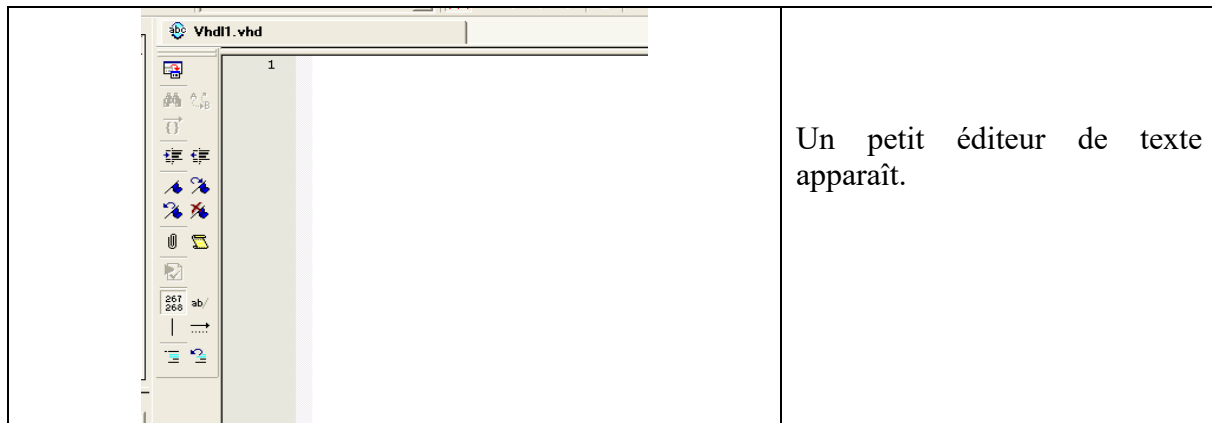 Vhdl1.vhd
1
A
B
{}
267
268 ab/
Un petit éditeur de texte
apparaît.